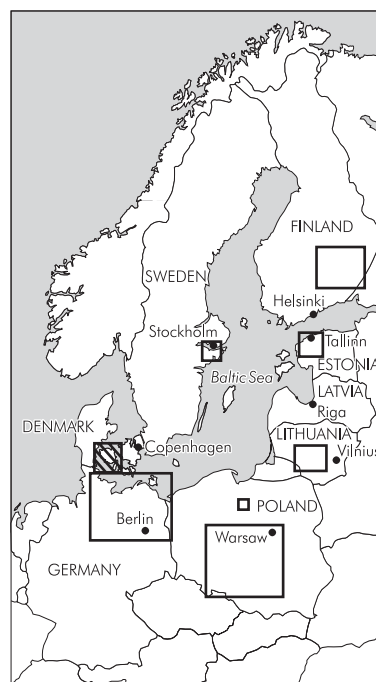 FINLAND
SWEDEN
Helsinki
Stockholm
Tallinn
ESTONIA
Baltic Sea
LATVIA
Riga
DENMARK
LITHUANIA
Copenhagen
Vilnius
POLAND
Berlin
Warsaw
GERMANY